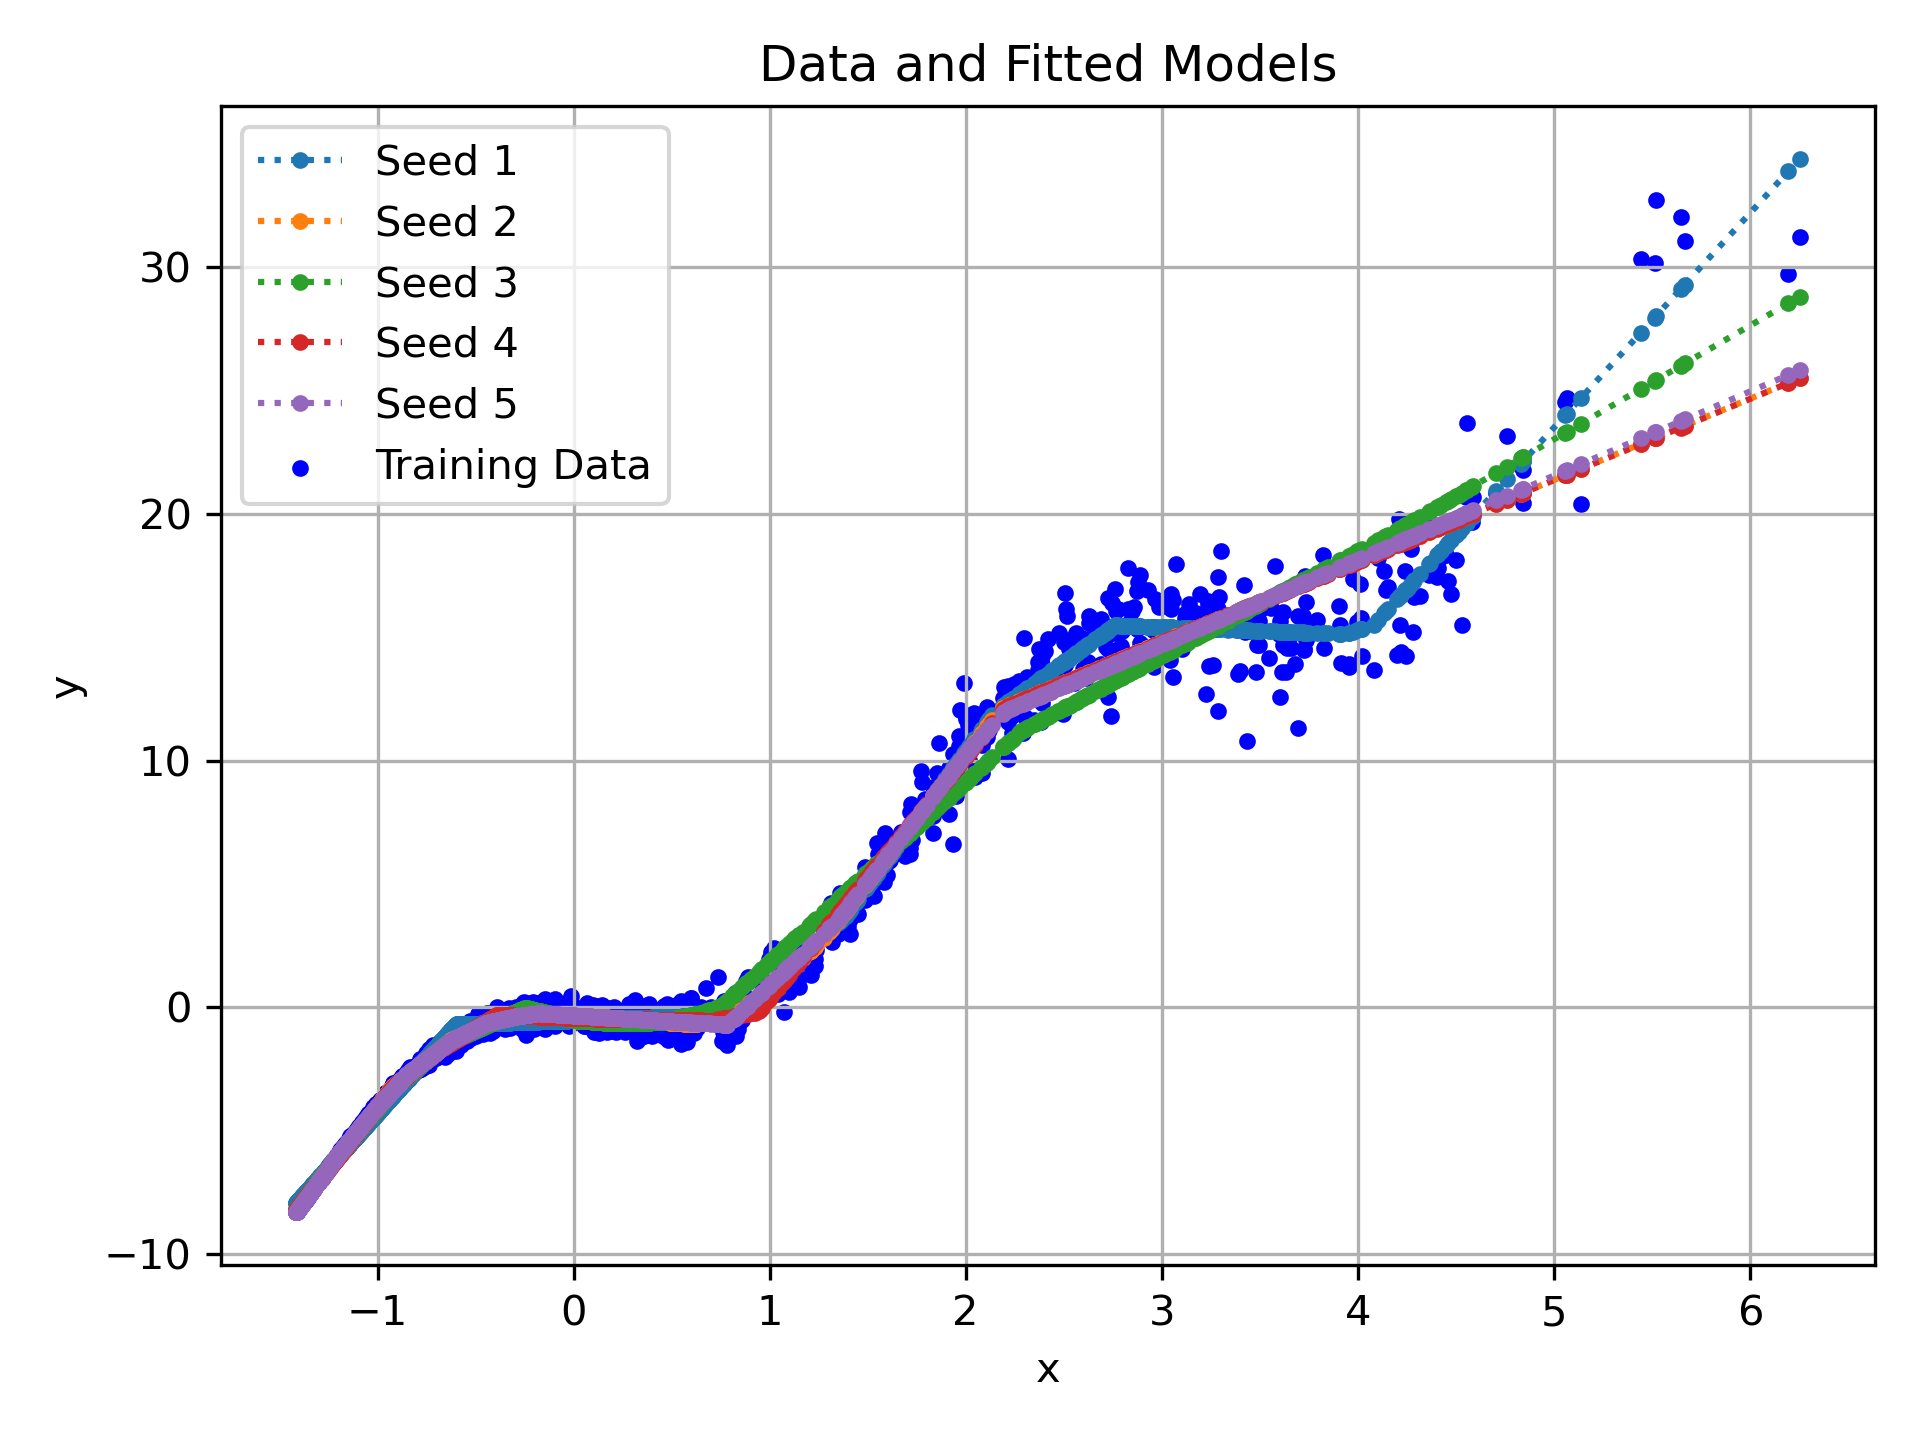 Data and Fitted Models
Seed 1
Seed 2
Seed 3
Seed 4
Seed 5
Training Data
30
20
10
0
−10
y
−1 0 1 2 3 4 5 6
x